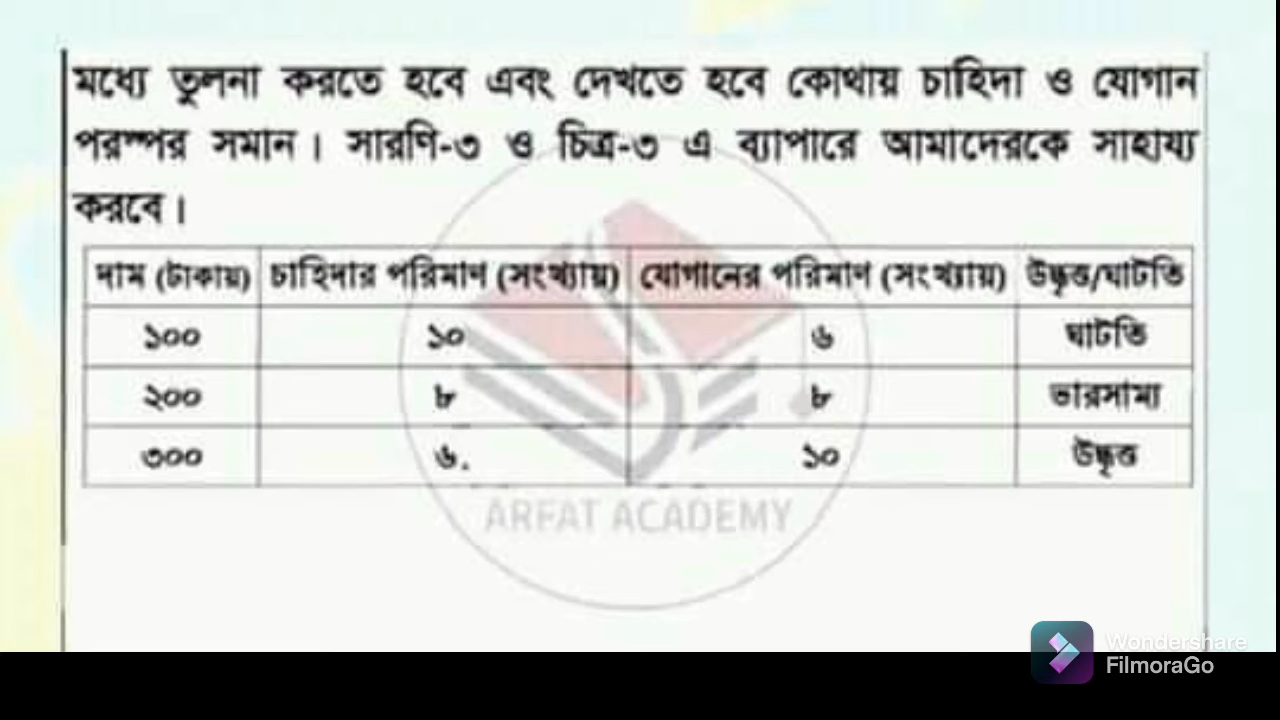 মধ্যে তুলনা করতে হবে এবং দেখতে হবে কোথায় চাহিদা ও যোগান
পরস্পর সমান। সারণি-৩ ও চিত্র-৩ এ ব্যাপারে আমাদেরকে সাহায্য
করবে।
দাম (টাকায়) চাহিদার পরিমাণ (সংখ্যায়) যোগানের পরিমাণ (সংখ্যায়) উদ্ধৃত্ত/ঘাটতি
১০০ ১০ ৬ ঘাটতি
২০০ ৮ ৮ ভারসাম্য
৩০০ ৬. ১০ উদ্ধৃত্ত
ARFAT ACADEMY
Wondershare
FilmoraGo